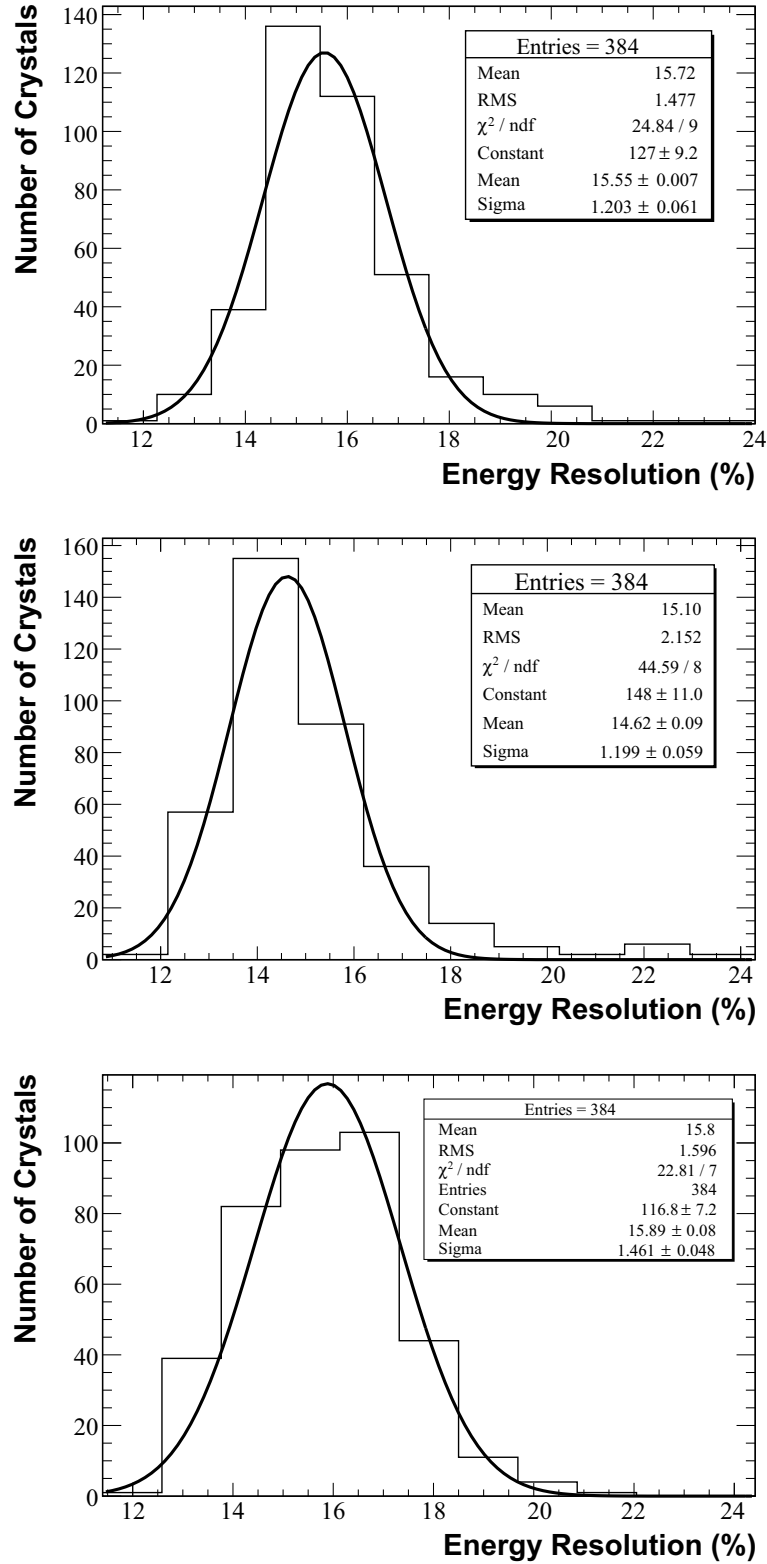 Number of Crystals
140
120
100
80
60
40
20
0
Entries = 384
Mean 15.72
RMS 1.477
χ² / ndf 24.84 / 9
Constant 127 ± 9.2
Mean 15.55 ± 0.007
Sigma 1.203 ± 0.061
12 14 16 18 20 22 24
Energy Resolution (%)
Number of Crystals
160
140
120
100
80
60
40
20
0
Entries = 384
Mean 15.10
RMS 2.152
χ² / ndf 44.59 / 8
Constant 148 ± 11.0
Mean 14.62 ± 0.09
Sigma 1.199 ± 0.059
12 14 16 18 20 22 24
Energy Resolution (%)
Number of Crystals
100
80
60
40
20
0
Entries = 384
Mean 15.8
RMS 1.596
χ² / ndf 22.81 / 7
Entries 384
Constant 116.8 ± 7.2
Mean 15.89 ± 0.08
Sigma 1.461 ± 0.048
12 14 16 18 20 22 24
Energy Resolution (%)